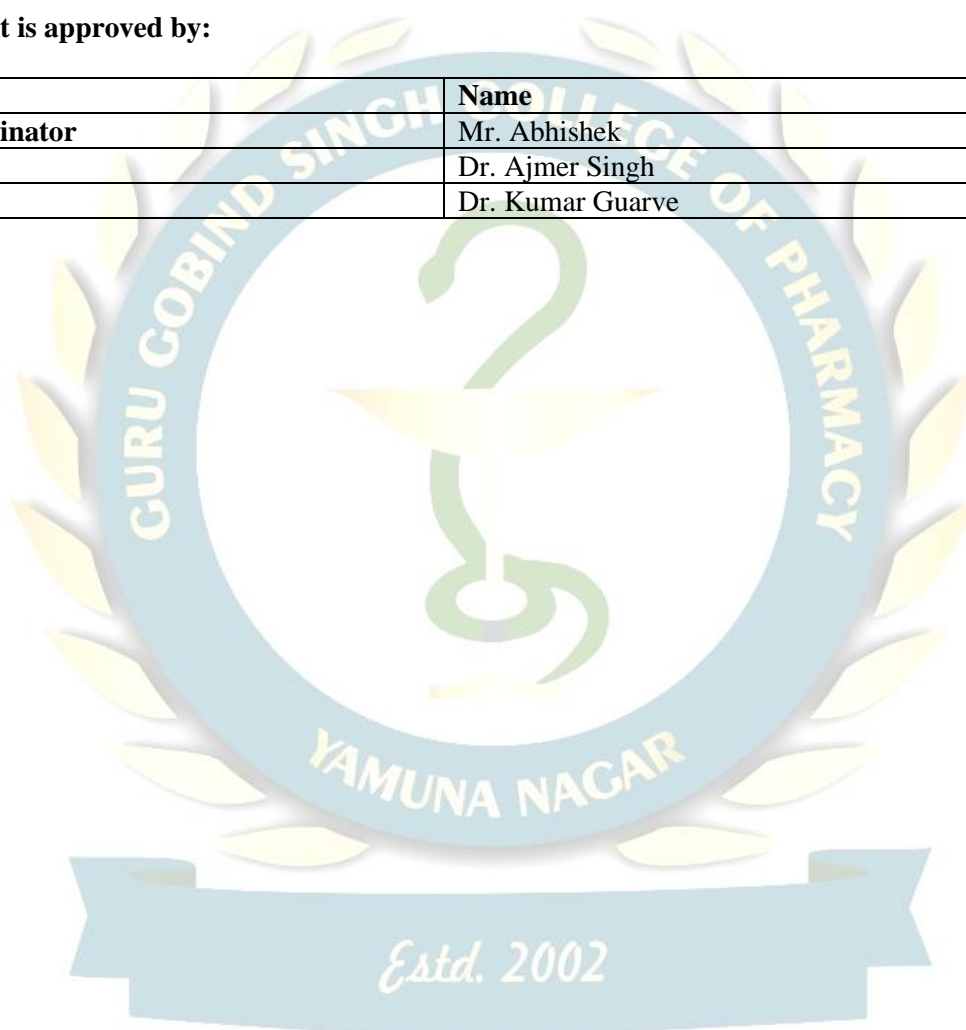 t is approved by:
Name
inator Mr. Abhishek
Dr. Ajmer Singh
Dr. Kumar Guarve
GURU GOBIND SINGH COLLEGE OF PHARMACY
YAMUNA NAGAR
Estd. 2002